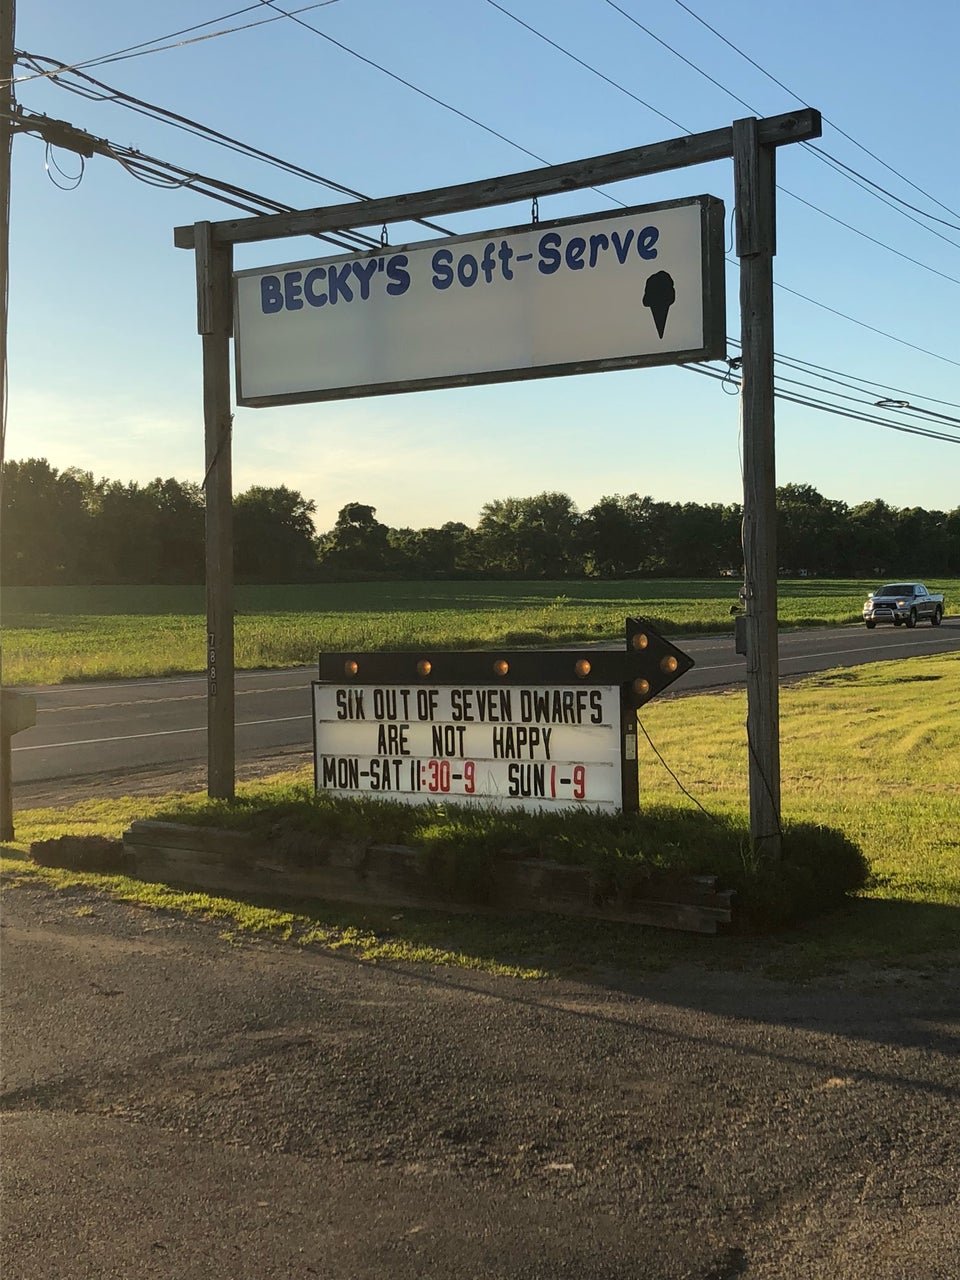 BECKY'S Soft-Serve
SIX OUT OF SEVEN DWARFS
ARE NOT HAPPY
MON-SAT 11:30-9 SUN 1-9
7880